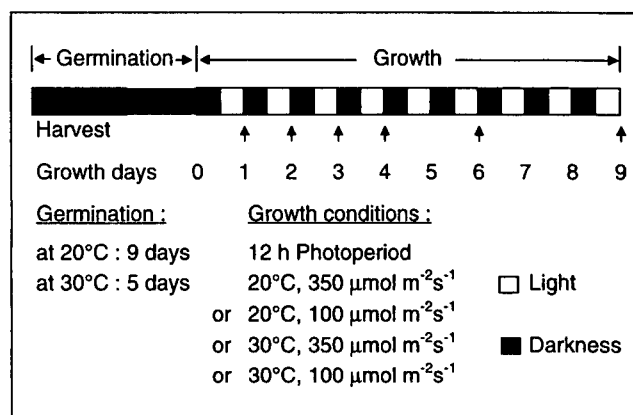 Germination Growth
Harvest
Growth days 0 1 2 3 4 5 6 7 8 9
Germination : Growth conditions :
at 20°C : 9 days 12 h Photoperiod
at 30°C : 5 days 20°C, 350 μmol m⁻²s⁻¹ Light
or 20°C, 100 μmol m⁻²s⁻¹
or 30°C, 350 μmol m⁻²s⁻¹ Darkness
or 30°C, 100 μmol m⁻²s⁻¹